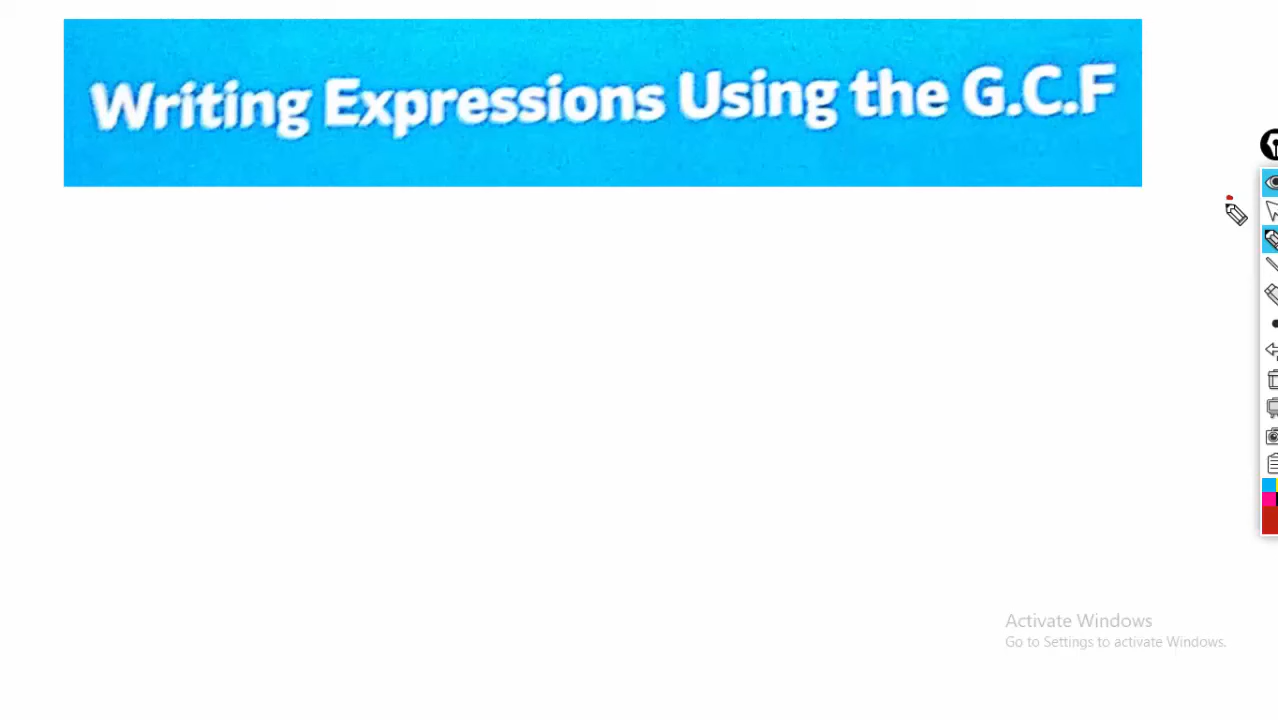 Writing Expressions Using the G.C.F
Activate Windows
Go to Settings to activate Windows.